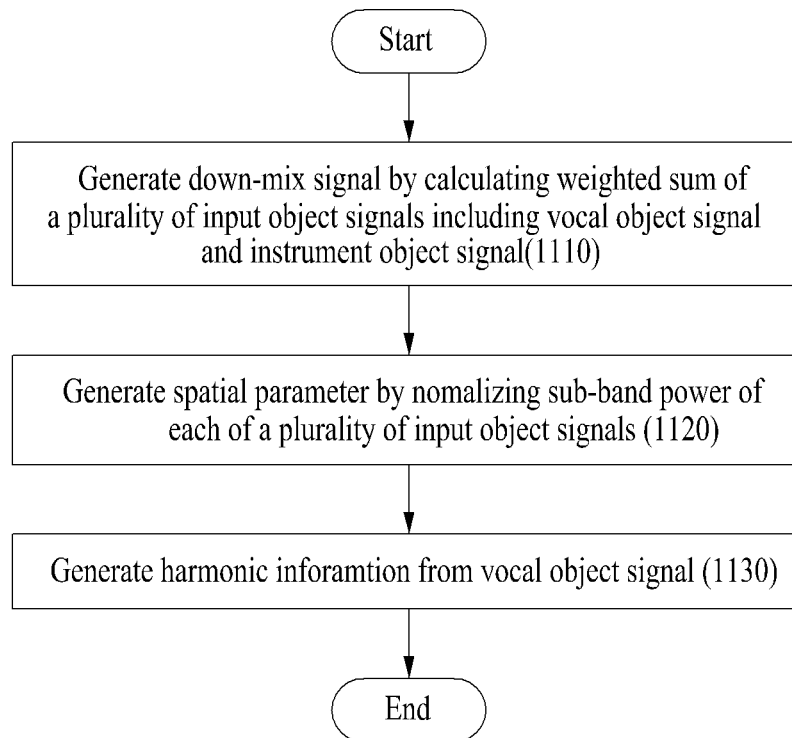 Start
Generate down-mix signal by calculating weighted sum of
a plurality of input object signals including vocal object signal
and instrument object signal(1110)
Generate spatial parameter by nomalizing sub-band power of
each of a plurality of input object signals (1120)
Generate harmonic inforamtion from vocal object signal (1130)
End